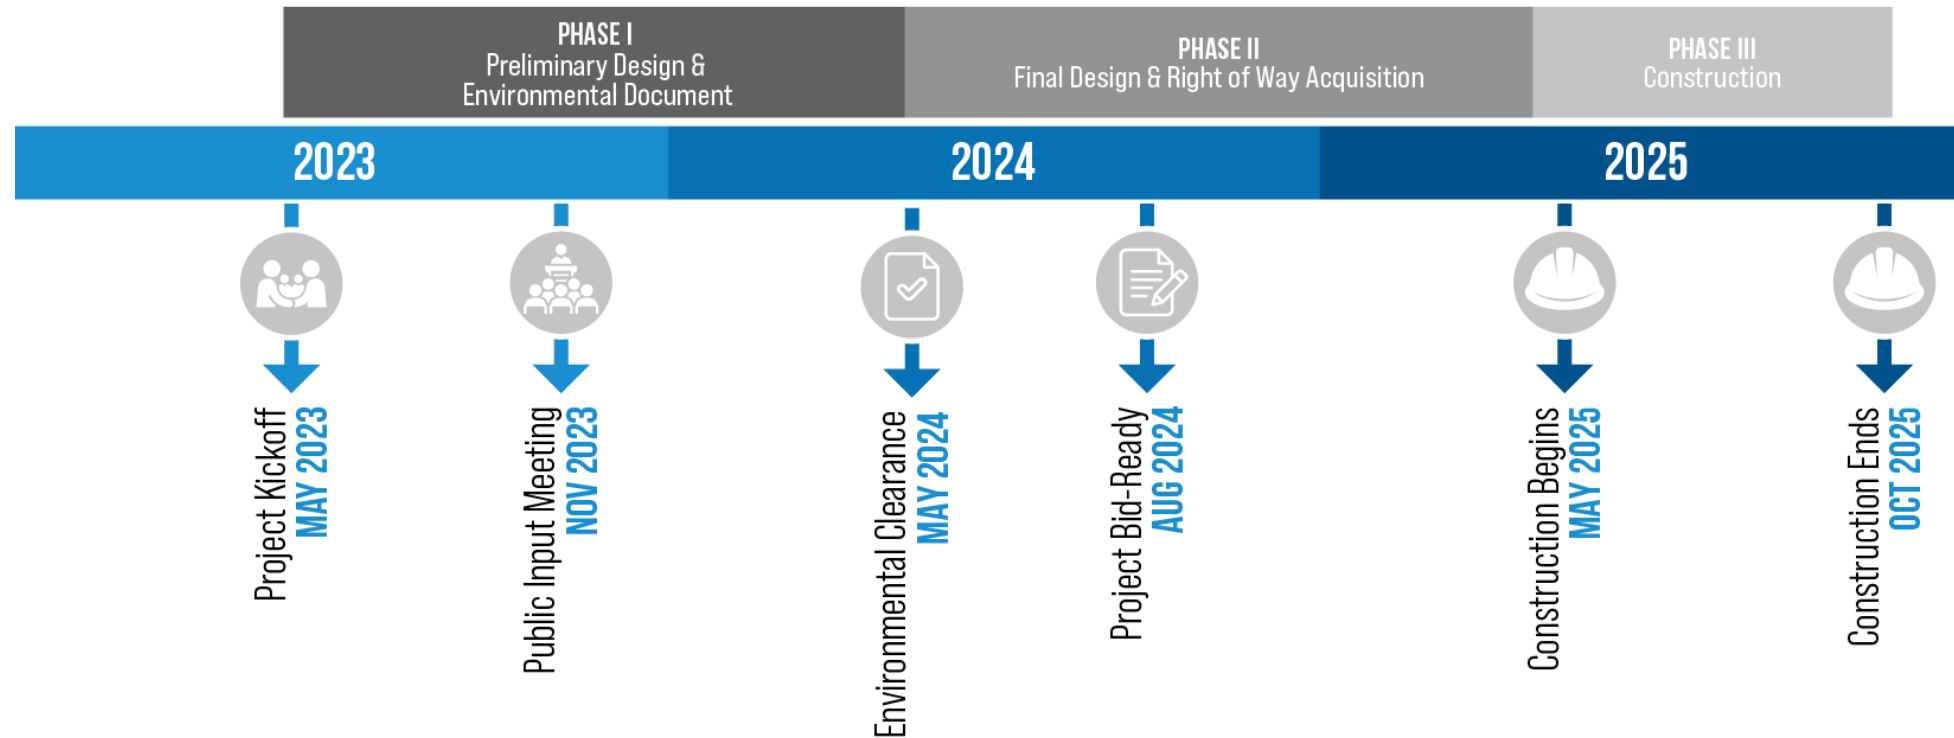 PHASE I
Preliminary Design &
Environmental Document
PHASE II
Final Design & Right of Way Acquisition
PHASE III
Construction
2023
2024
2025
Project Kickoff
MAY 2023
Public Input Meeting
NOV 2023
Environmental Clearance
MAY 2024
Project Bid-Ready
AUG 2024
Construction Begins
MAY 2025
Construction Ends
OCT 2025